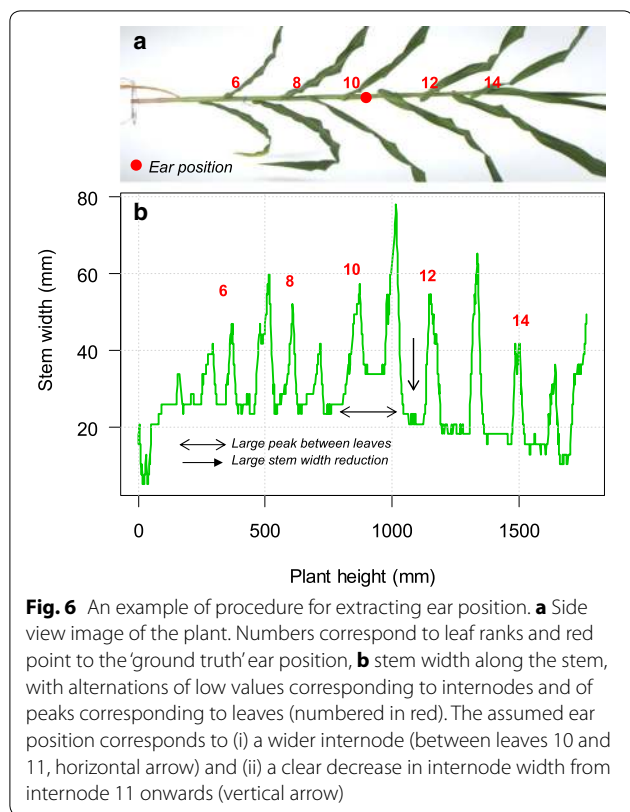 a
6 8 10 12 14
Ear position
b
80
60
40
20
Stem width (mm)
6 8 10 12 14
Large peak between leaves
Large stem width reduction
0 500 1000 1500
Plant height (mm)
Fig. 6 An example of procedure for extracting ear position. a Side
view image of the plant. Numbers correspond to leaf ranks and red
point to the ‘ground truth’ ear position, b stem width along the stem,
with alternations of low values corresponding to internodes and of
peaks corresponding to leaves (numbered in red). The assumed ear
position corresponds to (i) a wider internode (between leaves 10 and
11, horizontal arrow) and (ii) a clear decrease in internode width from
internode 11 onwards (vertical arrow)